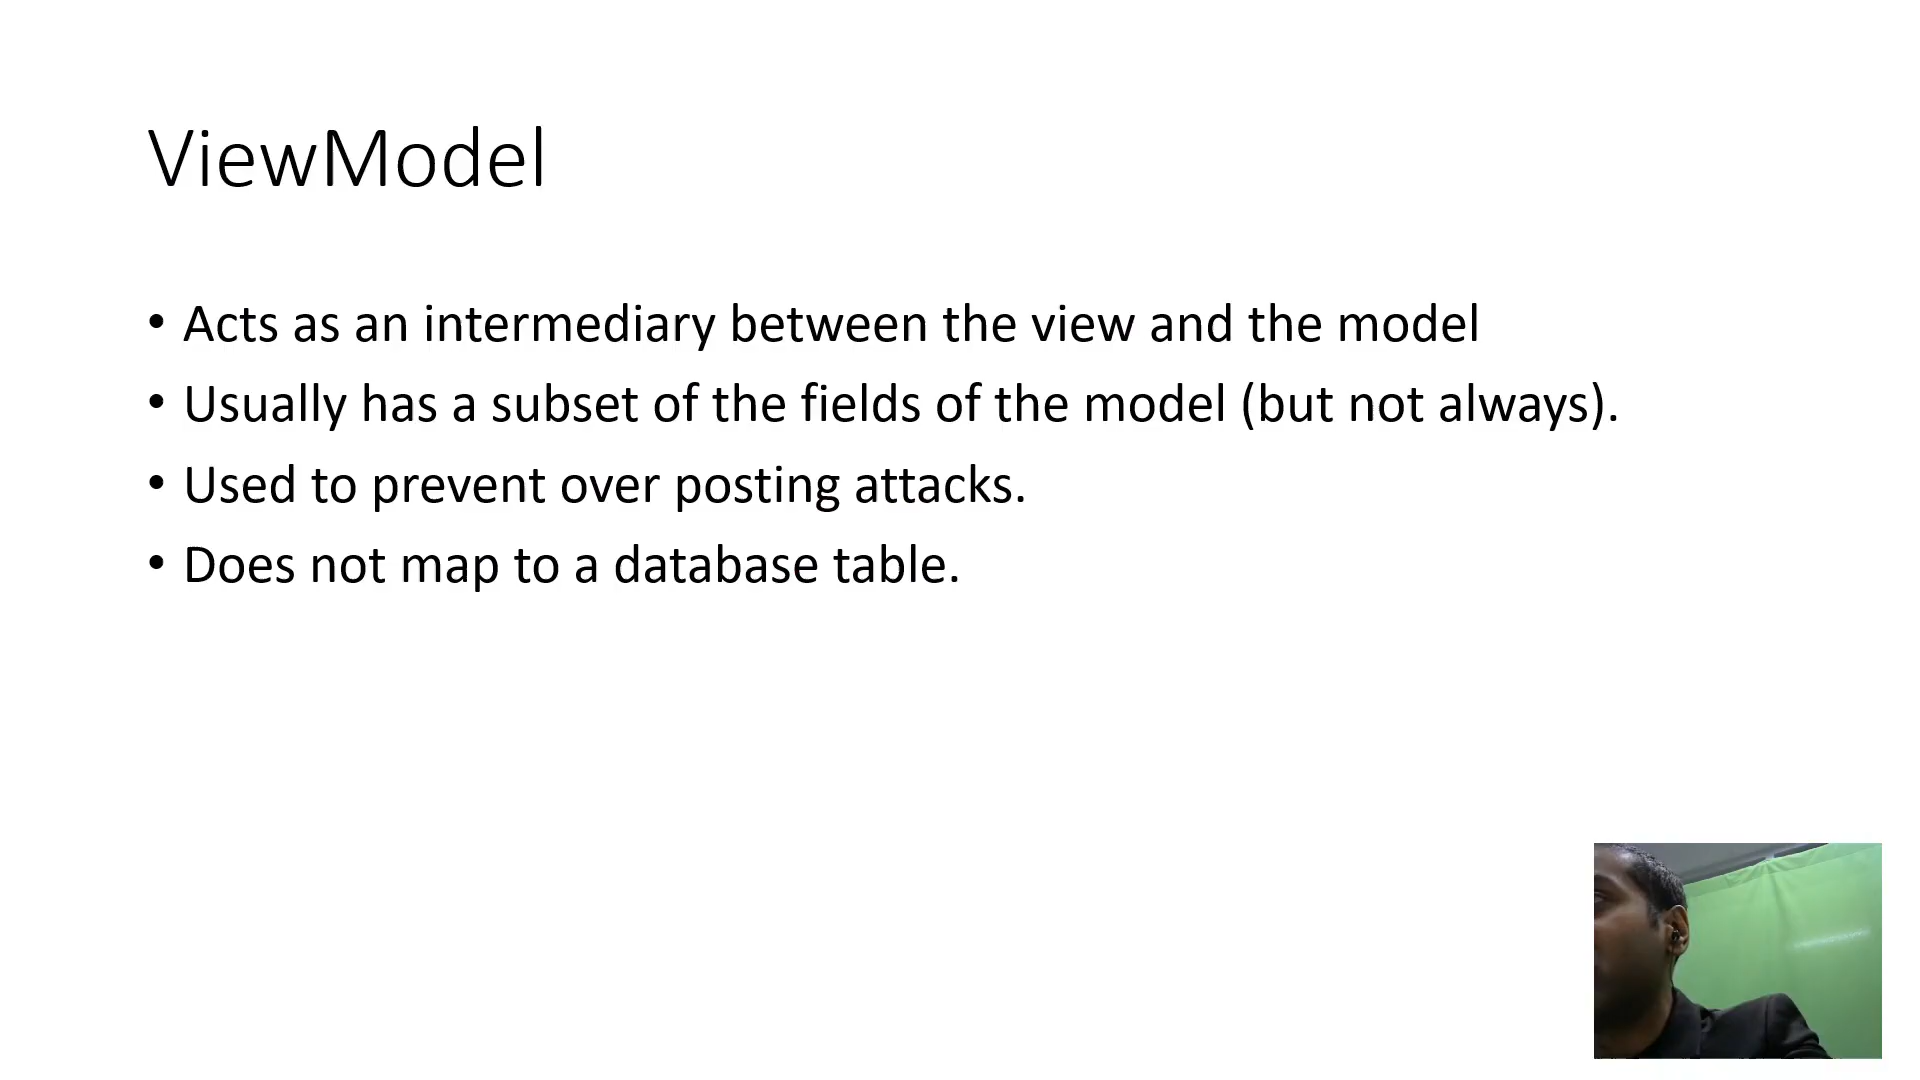 ViewModel
• Acts as an intermediary between the view and the model
• Usually has a subset of the fields of the model (but not always).
• Used to prevent over posting attacks.
• Does not map to a database table.